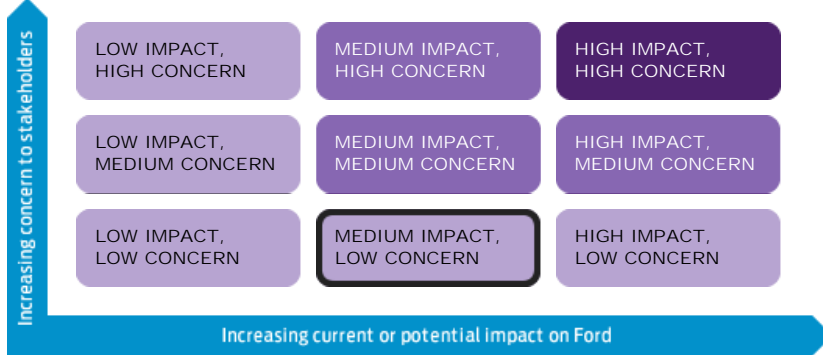 Increasing concern to stakeholders
LOW IMPACT,
HIGH CONCERN
MEDIUM IMPACT,
HIGH CONCERN
HIGH IMPACT,
HIGH CONCERN
LOW IMPACT,
MEDIUM CONCERN
MEDIUM IMPACT,
MEDIUM CONCERN
HIGH IMPACT,
MEDIUM CONCERN
LOW IMPACT,
LOW CONCERN
MEDIUM IMPACT,
LOW CONCERN
HIGH IMPACT,
LOW CONCERN
Increasing current or potential impact on Ford